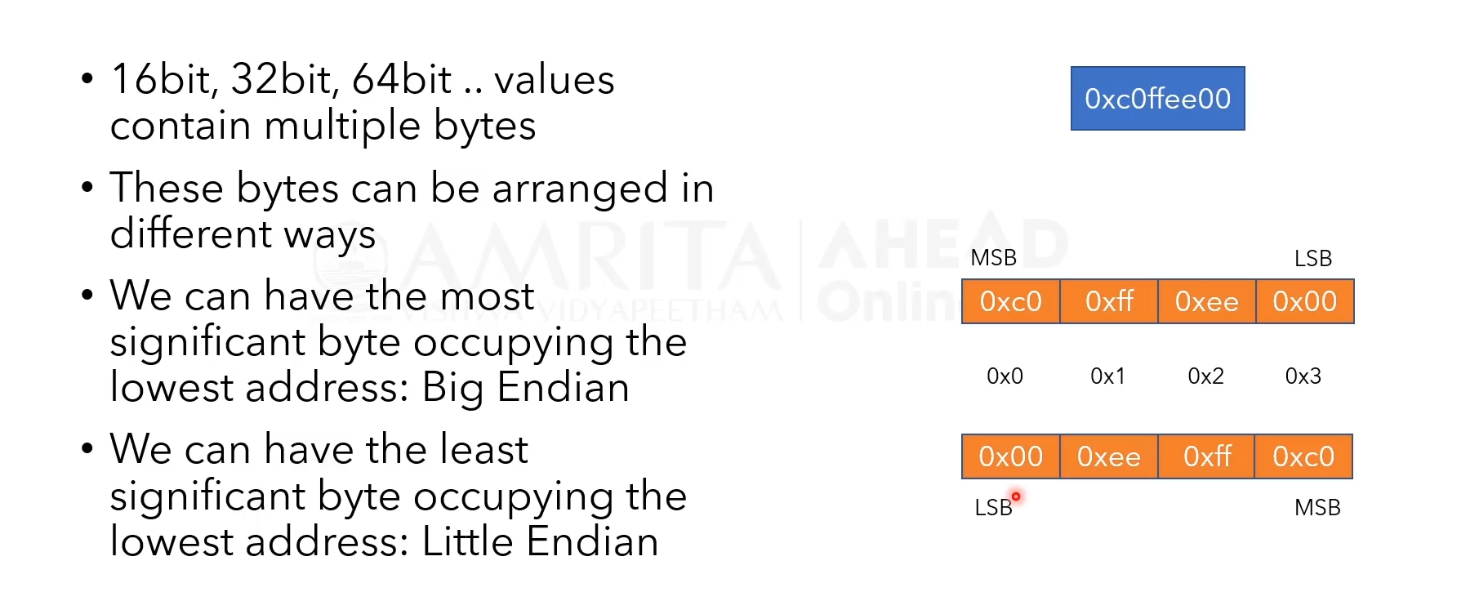 • 16bit, 32bit, 64bit .. values
contain multiple bytes
• These bytes can be arranged in
different ways
• We can have the most
significant byte occupying the
lowest address: Big Endian
• We can have the least
significant byte occupying the
lowest address: Little Endian
0xc0ffee00
MSB LSB
0xc0 0xff 0xee 0x00
0x0 0x1 0x2 0x3
0x00 0xee 0xff 0xc0
LSB MSB
AMRITA
VISHWA VIDYAPEETHAM
AHEAD
Online